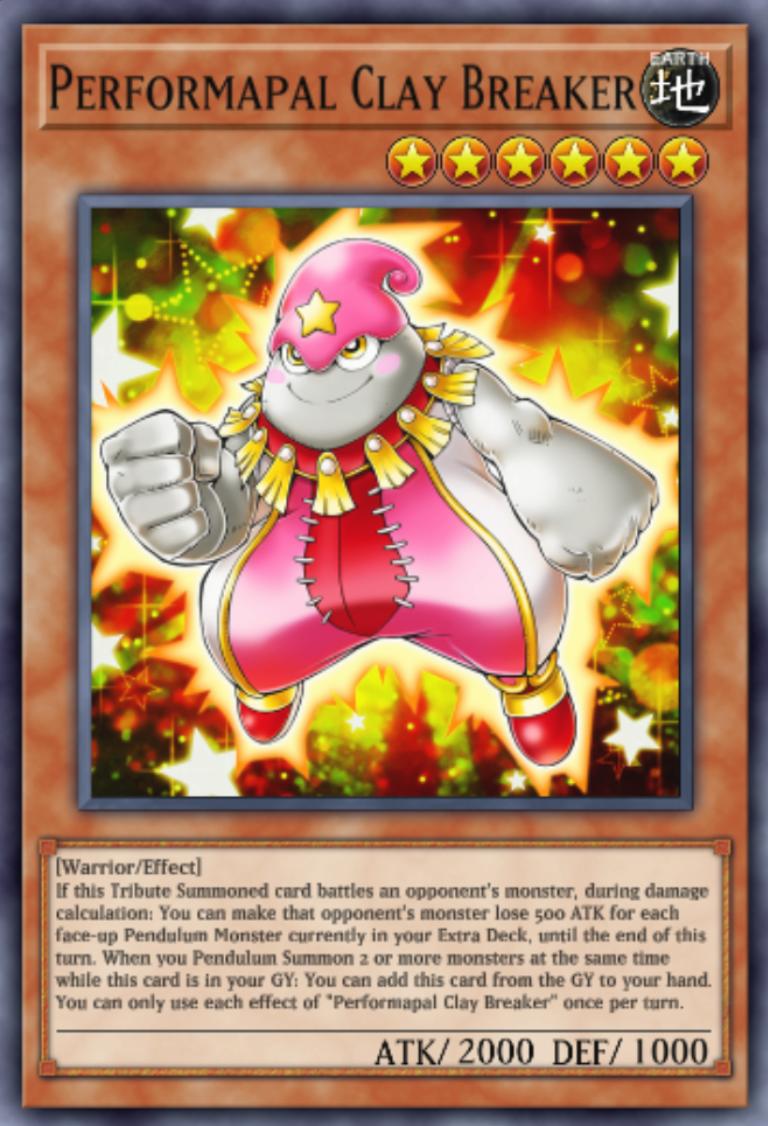 PERFORMAPAL CLAY BREAKER
EARTH
地
[Warrior/Effect]
If this Tribute Summoned card battles an opponent's monster, during damage
calculation: You can make that opponent's monster lose 500 ATK for each
face-up Pendulum Monster currently in your Extra Deck, until the end of this
turn. When you Pendulum Summon 2 or more monsters at the same time
while this card is in your GY: You can add this card from the GY to your hand.
You can only use each effect of "Performapal Clay Breaker" once per turn.
ATK/ 2000 DEF/ 1000